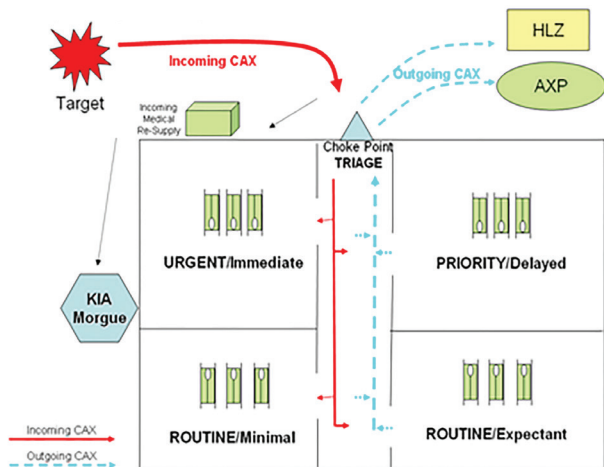 HLZ
Incoming CAX
Target
Outgoing CAX
AXP
Incoming
Medical
Re-Supply
Choke Point
TRIAGE
URGENT/Immediate
PRIORITY/Delayed
KIA
Morgue
ROUTINE/Minimal
ROUTINE/Expectant
Incoming CAX
Outgoing CAX